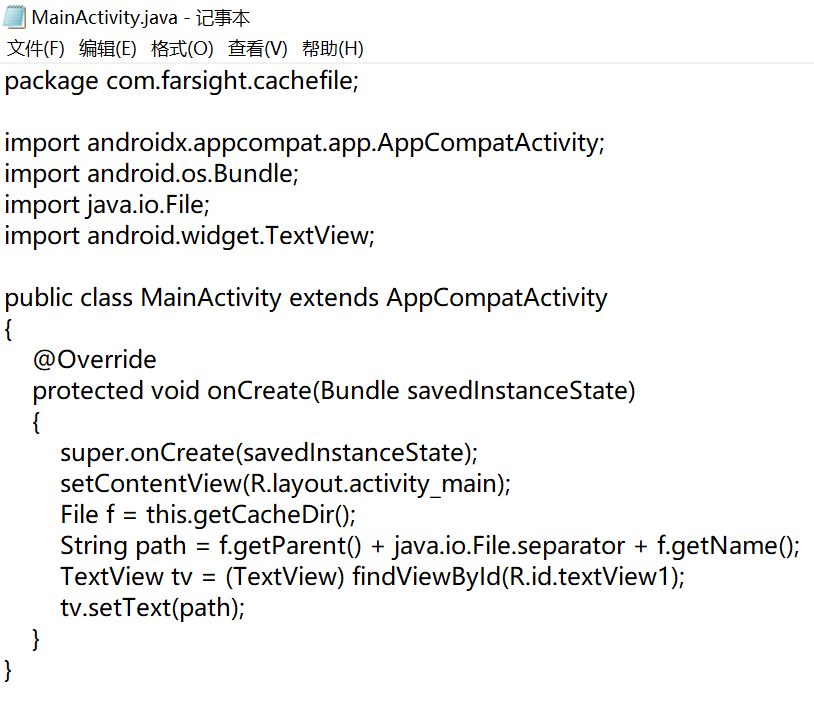 MainActivity.java - 记事本
文件(F) 编辑(E) 格式(O) 查看(V) 帮助(H)
package com.farsight.cachefile;
import androidx.appcompat.app.AppCompatActivity;
import android.os.Bundle;
import java.io.File;
import android.widget.TextView;
public class MainActivity extends AppCompatActivity
{
@Override
protected void onCreate(Bundle savedInstanceState)
{
super.onCreate(savedInstanceState);
setContentView(R.layout.activity_main);
File f = this.getCacheDir();
String path = f.getParent() + java.io.File.separator + f.getName();
TextView tv = (TextView) findViewById(R.id.textView1);
tv.setText(path);
}
}